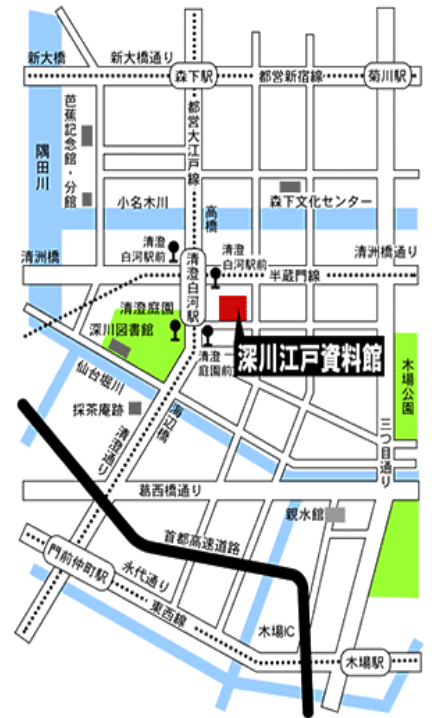 新大橋
新大橋通り
森下駅
都営新宿線
菊川駅
芭蕉記念館・分館
都営大江戸線
隅田川
森下文化センター
小名木川
高橋
清澄
白河駅前
清澄
白河駅前
清洲橋
清洲橋通り
清澄白河駅
半蔵門線
清澄庭園
深川図書館
清澄
庭園前
深川江戸資料館
木場公園
仙台堀川
採茶庵跡
海辺橋
清澄通り
三つ目通り
葛西橋通り
親水館
首都高速道路
門前仲町駅
永代通り
東西線
木場IC
木場駅